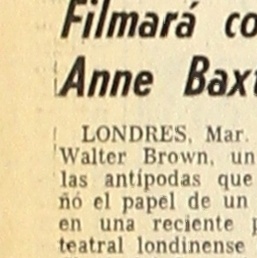 Filmará co
Anne Baxt
LONDRES, Mar.
Walter Brown, un
las antípodas que
ñó el papel de un
en una reciente p
teatral londinense